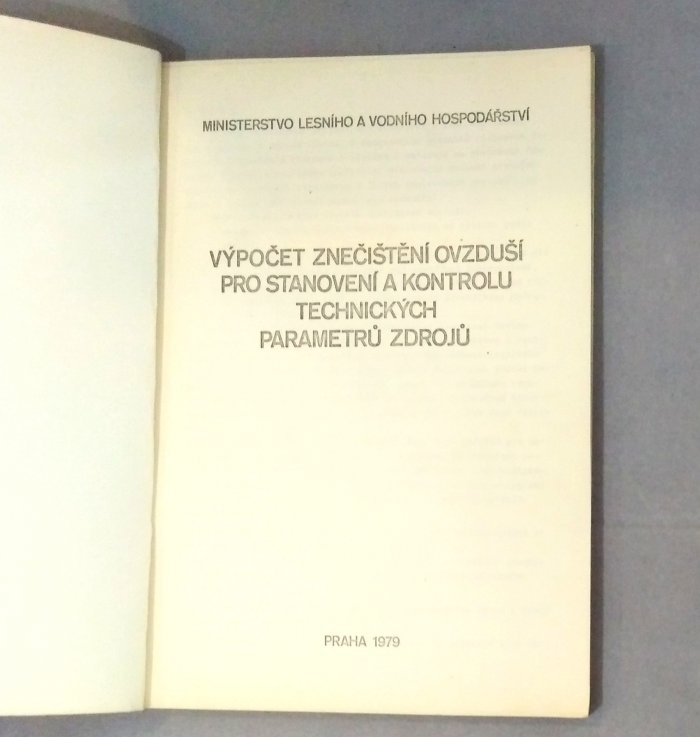 MINISTERSTVO LESNÍHO A VODNÍHO HOSPODÁŘSTVÍ
VÝPOČET ZNEČIŠTĚNÍ OVZDUŠÍ
PRO STANOVENÍ A KONTROLU
TECHNICKÝCH
PARAMETRŮ ZDROJŮ
PRAHA 1979